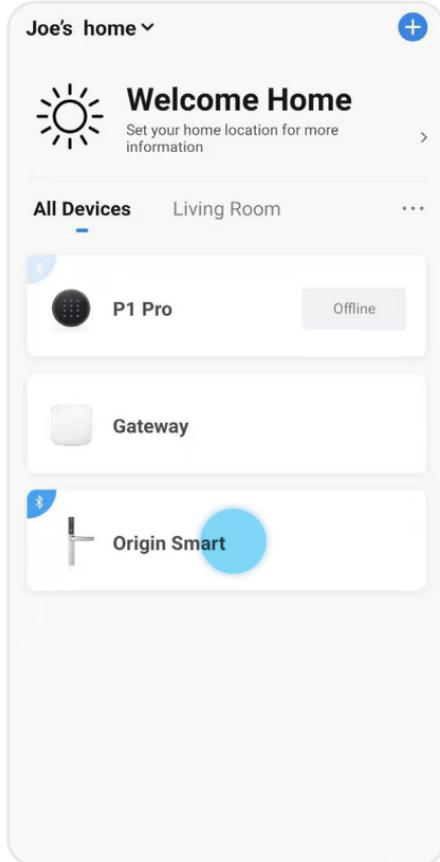 Joe's home
Welcome Home
Set your home location for more
information
All Devices
Living Room
P1 Pro
Offline
Gateway
Origin Smart